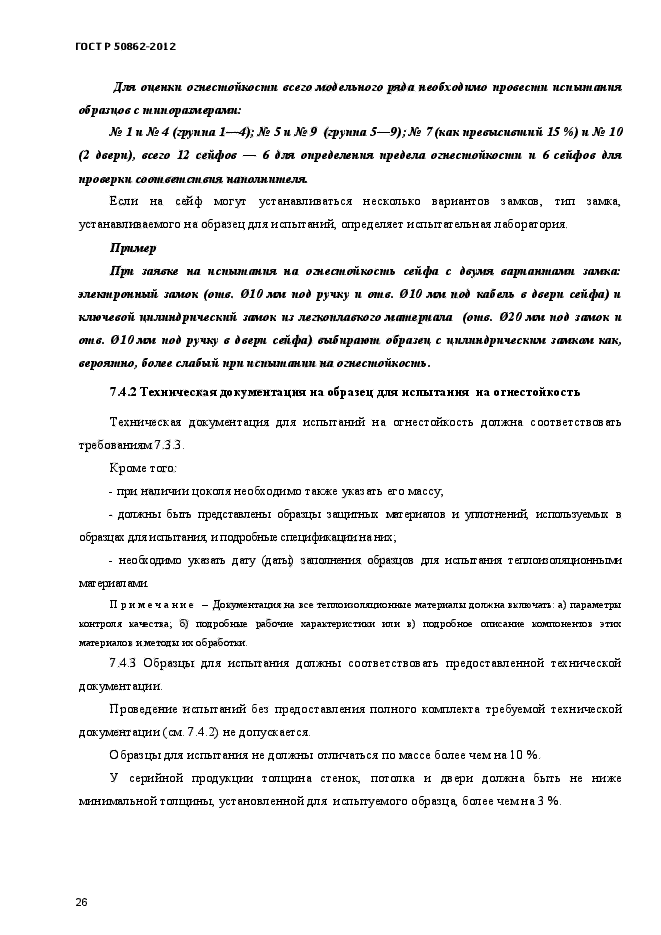 ГОСТ Р 50862-2012
Для оценки огнестойкости всего модельного ряда необходимо провести испытания
образцов с типоразмерами:
№ 1 и № 4 (группа 1—4); № 5 и № 9 (группа 5—9); № 7 (как превысивший 15 %) и № 10
(2 двери), всего 12 сейфов — 6 для определения предела огнестойкости и 6 сейфов для
проверки соответствия наполнителя.
Если на сейф могут устанавливаться несколько вариантов замков, тип замка,
устанавливаемого на образец для испытаний, определяет испытательная лаборатория.
Пример
При заявке на испытания на огнестойкость сейфа с двумя вариантами замка:
электронный замок (отв. Ø10 мм под ручку и отв. Ø10 мм под кабель в двери сейфа) и
ключевой цилиндрический замок из легкоплавкого материала (отв. Ø20 мм под замок и
отв. Ø10 мм под ручку в двери сейфа) выбирают образец с цилиндрическим замком как,
вероятно, более слабый при испытании на огнестойкость.
7.4.2 Техническая документация на образец для испытания на огнестойкость
Техническая документация для испытаний на огнестойкость должна соответствовать
требованиям 7.3.3.
Кроме того:
- при наличии цоколя необходимо также указать его массу;
- должны быть представлены образцы защитных материалов и уплотнений, используемых в
образцах для испытания, и подробные спецификации на них;
- необходимо указать дату (даты) заполнения образцов для испытания теплоизоляционными
материалами.
Примечание – Документация на все теплоизоляционные материалы должна включать: а) параметры
контроля качества; б) подробные рабочие характеристики или в) подробное описание компонентов этих
материалов и методы их обработки.
7.4.3 Образцы для испытания должны соответствовать предоставленной технической
документации.
Проведение испытаний без предоставления полного комплекта требуемой технической
документации (см. 7.4.2) не допускается.
Образцы для испытания не должны отличаться по массе более чем на 10 %.
У серийной продукции толщина стенок, потолка и двери должна быть не ниже
минимальной толщины, установленной для испытуемого образца, более чем на 3 %.
26